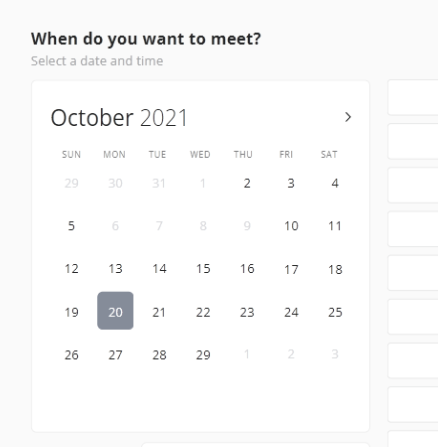 When do you want to meet?
Select a date and time
October 2021 >
SUN MON TUE WED THU FRI SAT
29 30 31 1 2 3 4
5 6 7 8 9 10 11
12 13 14 15 16 17 18
19 20 21 22 23 24 25
26 27 28 29 1 2 3